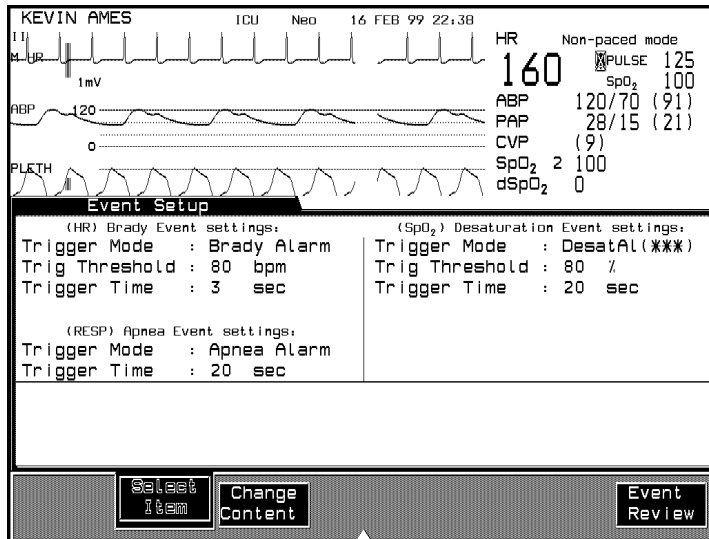 KEVIN AMES ICU Neo 16 FEB 99 22:38
II
M HR
1mV
HR Non-paced mode
160 PULSE 125
SpO₂ 100
ABP 120/70 (91)
PAP 28/15 (21)
CVP (9)
SpO₂ 2 100
dSpO₂ 0
ABP 120
0
PLETH
Event Setup
(HR) Brady Event settings:
Trigger Mode : Brady Alarm
Trig Threshold : 80 bpm
Trigger Time : 3 sec
(RESP) Apnea Event settings:
Trigger Mode : Apnea Alarm
Trigger Time : 20 sec
(SpO₂) Desaturation Event settings:
Trigger Mode : DesatAl(***)
Trig Threshold : 80 %
Trigger Time : 20 sec
Select
Item
Change
Content
Event
Review